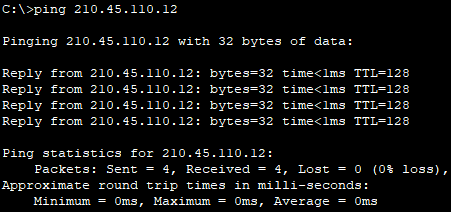 C:\>ping 210.45.110.12
Pinging 210.45.110.12 with 32 bytes of data:
Reply from 210.45.110.12: bytes=32 time<1ms TTL=128
Reply from 210.45.110.12: bytes=32 time<1ms TTL=128
Reply from 210.45.110.12: bytes=32 time<1ms TTL=128
Reply from 210.45.110.12: bytes=32 time<1ms TTL=128
Ping statistics for 210.45.110.12:
    Packets: Sent = 4, Received = 4, Lost = 0 (0% loss),
Approximate round trip times in milli-seconds:
    Minimum = 0ms, Maximum = 0ms, Average = 0ms